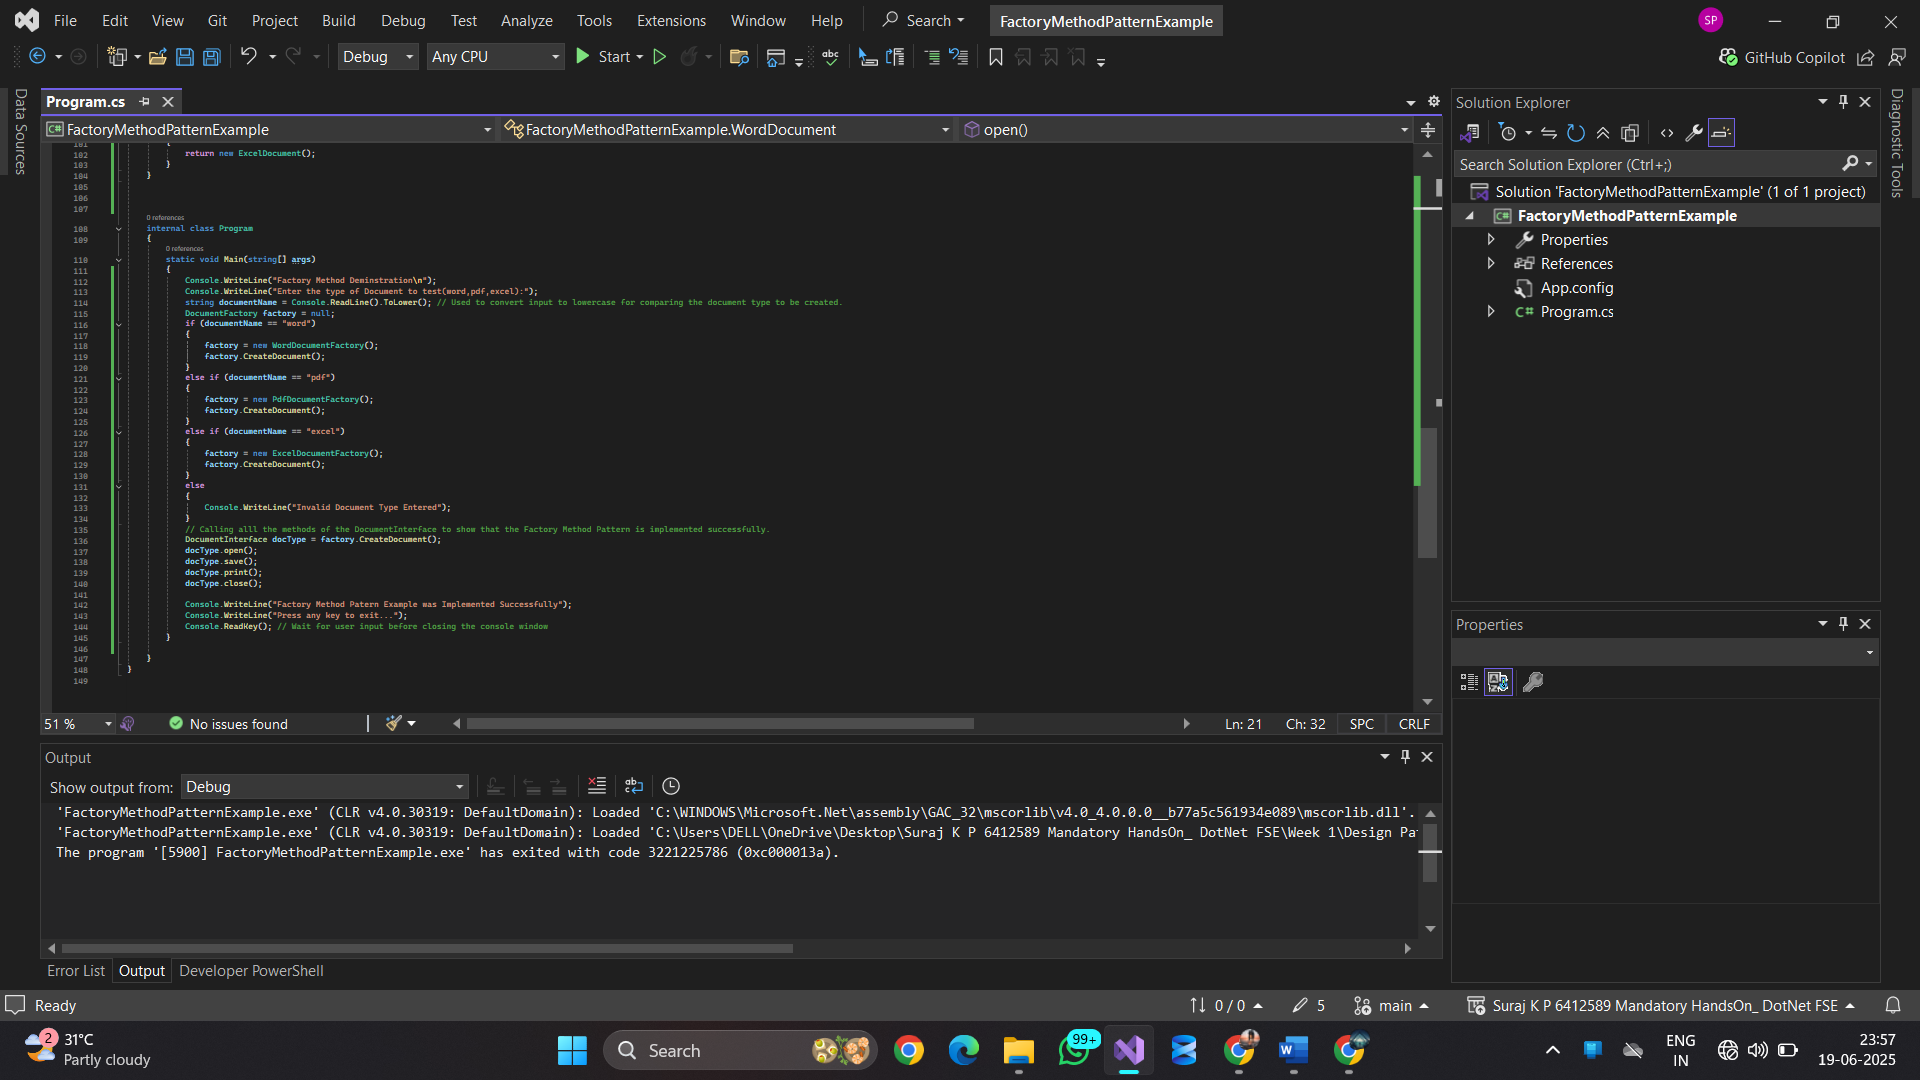 File Edit View Git Project Build Debug Test Analyze Tools Extensions Window Help Search FactoryMethodPatternExample SP
Debug Any CPU Start GitHub Copilot
Data Sources
Program.cs
FactoryMethodPatternExample FactoryMethodPatternExample.WordDocument open()
101
102 return new ExcelDocument();
103 }
104 }
105
106
107
0 references
108 internal class Program
109 {
0 references
110 static void Main(string[] args)
111 {
112 Console.WriteLine("Factory Method Deminstration\n");
113 Console.WriteLine("Enter the type of Document to test(word,pdf,excel):");
114 string documentName = Console.ReadLine().ToLower(); // Used to convert input to lowercase for comparing the document type to be created.
115 DocumentFactory factory = null;
116 if (documentName == "word")
117 {
118 factory = new WordDocumentFactory();
119 factory.CreateDocument();
120 }
121 else if (documentName == "pdf")
122 {
123 factory = new PdfDocumentFactory();
124 factory.CreateDocument();
125 }
126 else if (documentName == "excel")
127 {
128 factory = new ExcelDocumentFactory();
129 factory.CreateDocument();
130 }
131 else
132 {
133 Console.WriteLine("Invalid Document Type Entered");
134 }
135 // Calling alll the methods of the DocumentInterface to show that the Factory Method Pattern is implemented successfully.
136 DocumentInterface docType = factory.CreateDocument();
137 docType.open();
138 docType.save();
139 docType.print();
140 docType.close();
141
142 Console.WriteLine("Factory Method Patern Example was Implemented Successfully");
143 Console.WriteLine("Press any key to exit...");
144 Console.ReadKey(); // Wait for user input before closing the console window
145 }
146
147 }
148 }
149
51 % No issues found Ln: 21 Ch: 32 SPC CRLF
Output
Show output from: Debug
'FactoryMethodPatternExample.exe' (CLR v4.0.30319: DefaultDomain): Loaded 'C:\WINDOWS\Microsoft.Net\assembly\GAC_32\mscorlib\v4.0_4.0.0.0__b77a5c561934e089\mscorlib.dll'.
'FactoryMethodPatternExample.exe' (CLR v4.0.30319: DefaultDomain): Loaded 'C:\Users\DELL\OneDrive\Desktop\Suraj K P 6412589 Mandatory HandsOn_ DotNet FSE\Week 1\Design Pa
The program '[5900] FactoryMethodPatternExample.exe' has exited with code 3221225786 (0xc000013a).
Error List Output Developer PowerShell
Solution Explorer
Search Solution Explorer (Ctrl+;)
Solution 'FactoryMethodPatternExample' (1 of 1 project)
C# FactoryMethodPatternExample
Properties
References
App.config
C# Program.cs
Properties
Diagnostic Tools
Ready 0 / 0 5 main Suraj K P 6412589 Mandatory HandsOn_ DotNet FSE
2 31°C
Partly cloudy
Search
99+
ENG
IN
23:57
19-06-2025